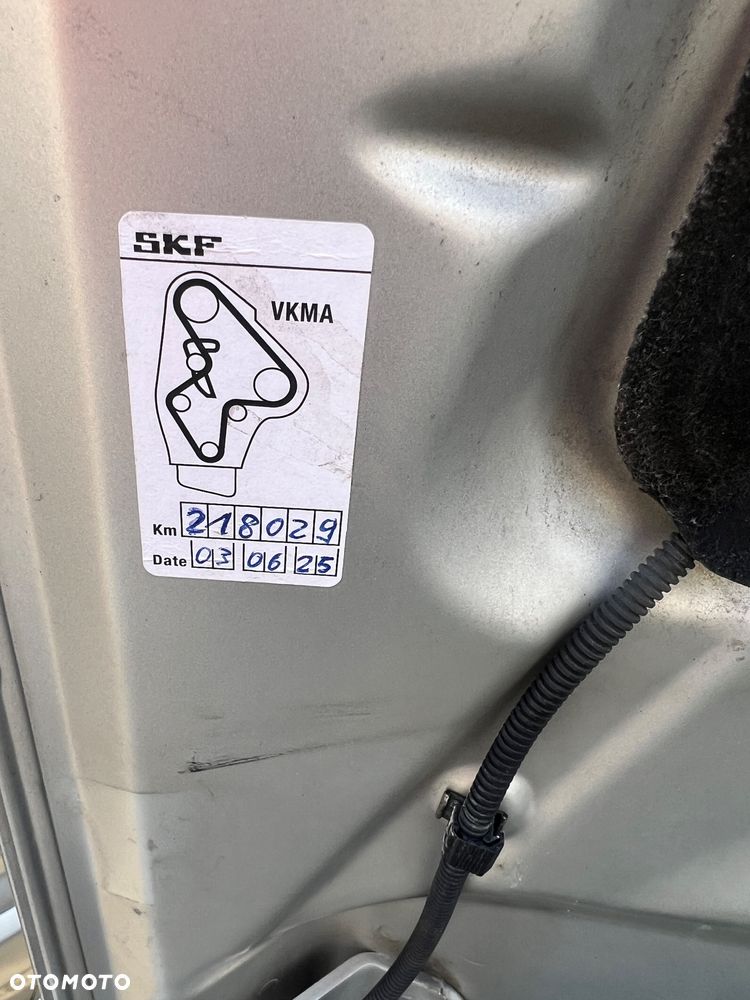 SKF
VKMA
Km 218029
Date 03 06 25
OTOMOTO